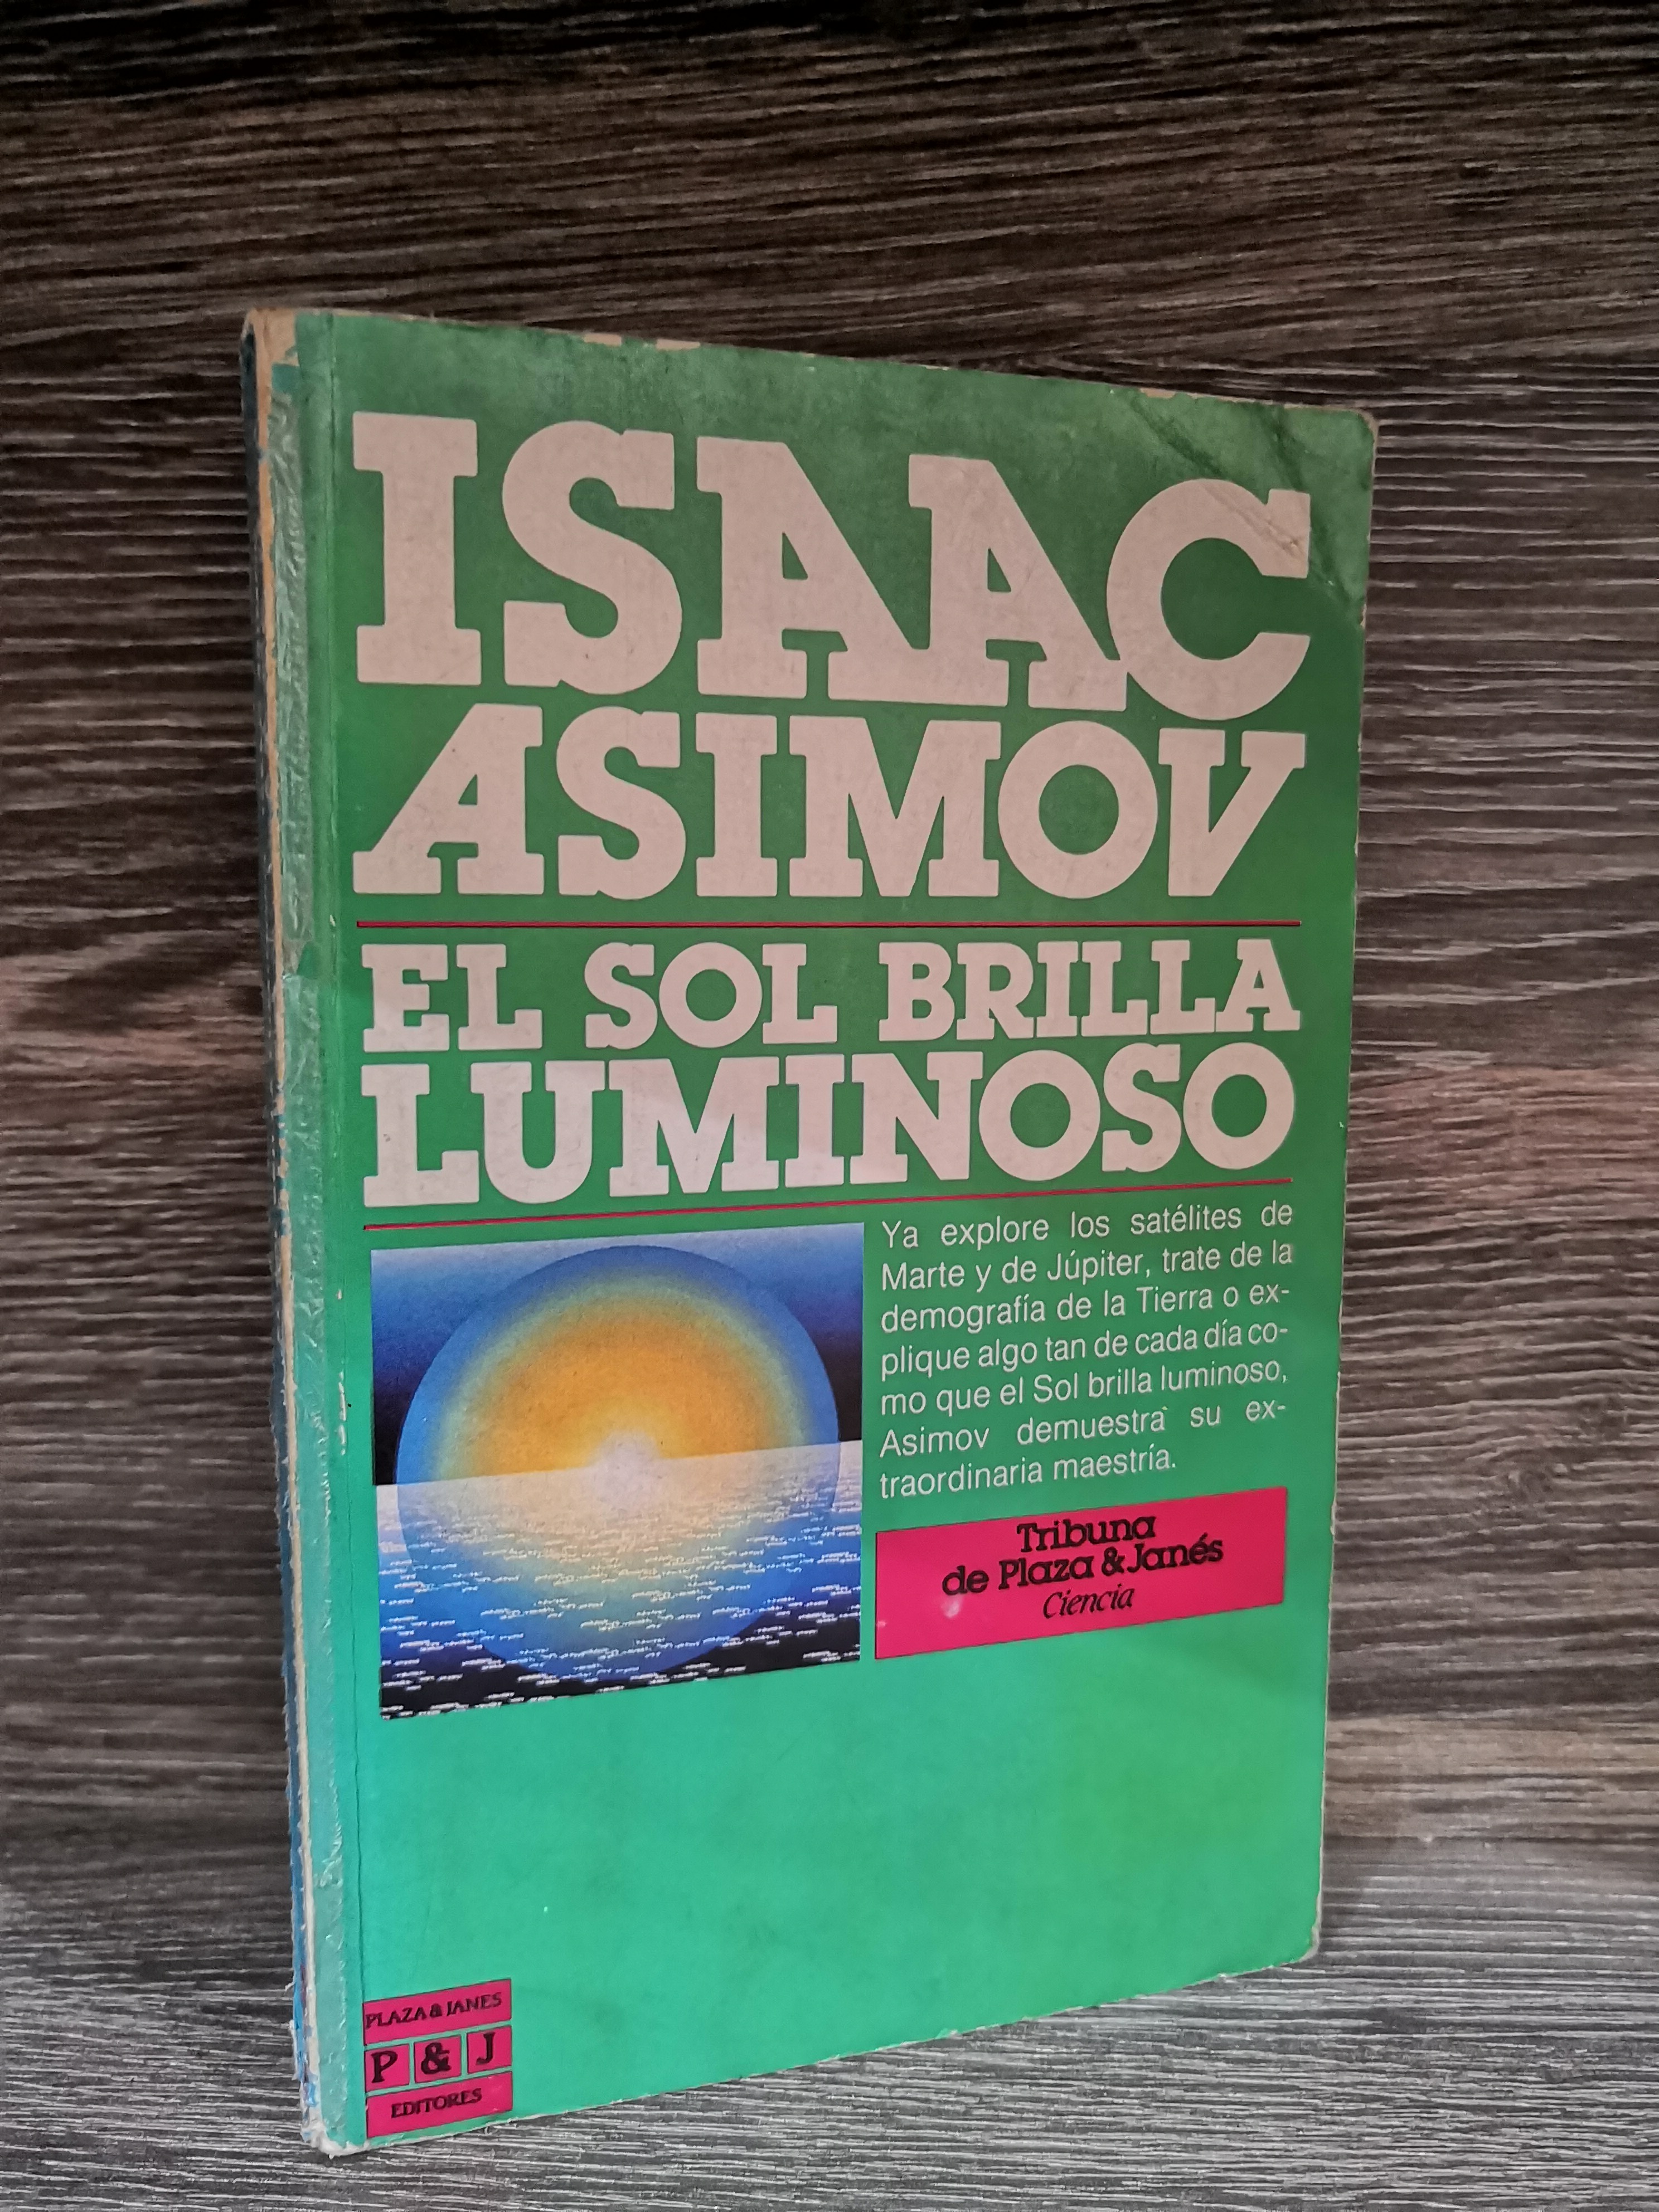 ISAAC
ASIMOV
EL SOL BRILLA
LUMINOSO
Ya explore los satélites de
Marte y de Júpiter, trate de la
demografía de la Tierra o ex-
plique algo tan de cada día co-
mo que el Sol brilla luminoso,
Asimov demuestra su ex-
traordinaria maestría.
Tribuna
de Plaza & Janés
Ciencia
PLAZA & JANES
P & J
EDITORES